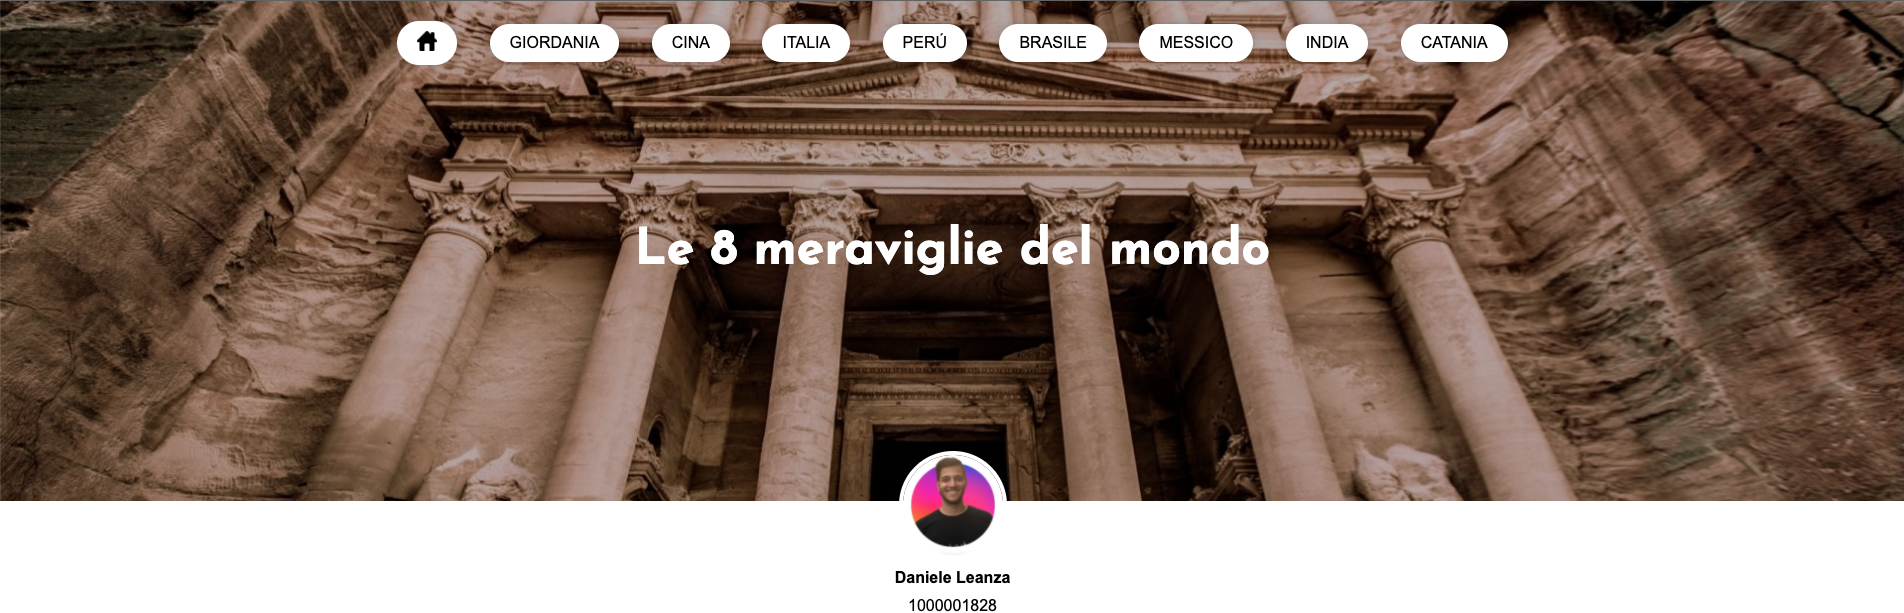 GIORDANIA CINA ITALIA PERÚ BRASILE MESSICO INDIA CATANIA
Le 8 meraviglie del mondo
Daniele Leanza
1000001828